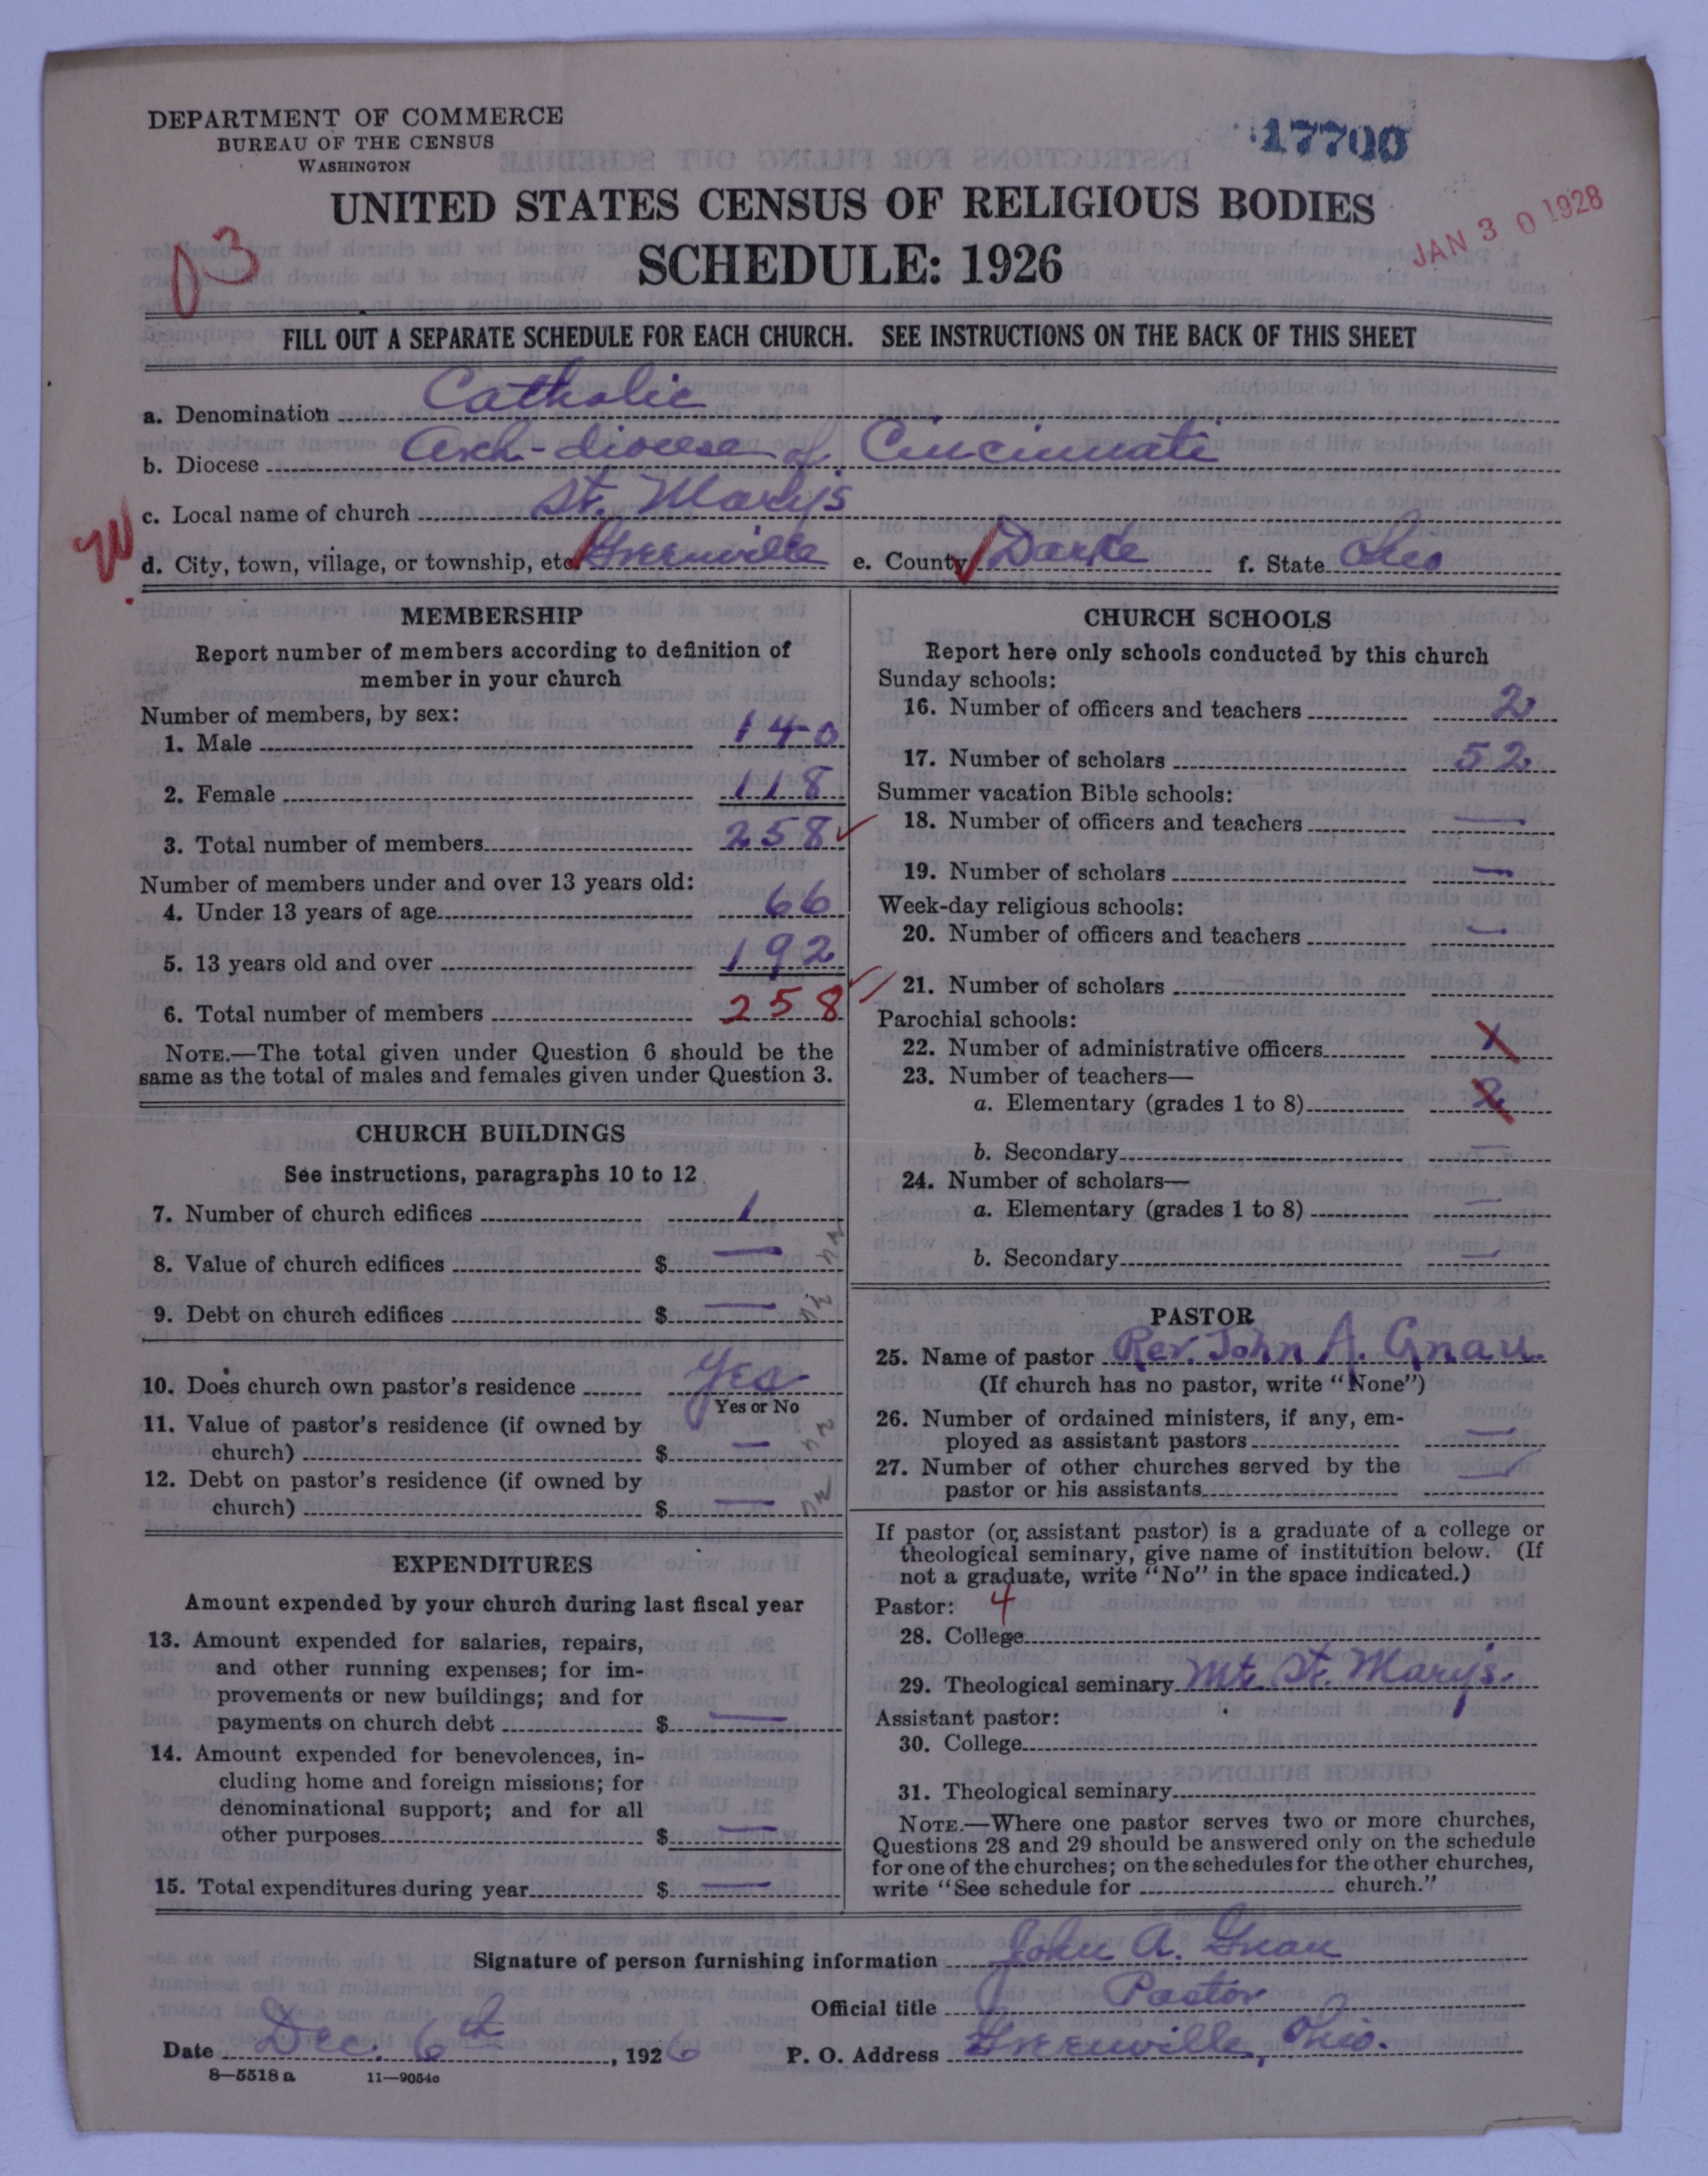 DEPARTMENT OF COMMERCE
BUREAU OF THE CENSUS
WASHINGTON
17700
UNITED STATES CENSUS OF RELIGIOUS BODIES
JAN 30 1928
03
SCHEDULE: 1926
FILL OUT A SEPARATE SCHEDULE FOR EACH CHURCH. SEE INSTRUCTIONS ON THE BACK OF THIS SHEET
a. Denomination Catholic
b. Diocese Arch-diocese of Cincinnati
c. Local name of church St. Mary's
d. City, town, village, or township, etc. Greenville e. County Darke f. State Ohio
MEMBERSHIP
Report number of members according to definition of
member in your church
Number of members, by sex:
1. Male 140
2. Female 118
3. Total number of members 258
Number of members under and over 13 years old:
4. Under 13 years of age 66
5. 13 years old and over 192
6. Total number of members 258
NOTE.—The total given under Question 6 should be the
same as the total of males and females given under Question 3.
CHURCH BUILDINGS
See instructions, paragraphs 10 to 12
7. Number of church edifices 1
8. Value of church edifices $ —
9. Debt on church edifices $ —
10. Does church own pastor's residence Yes
Yes or No
11. Value of pastor's residence (if owned by
church) $ —
12. Debt on pastor's residence (if owned by
church) $ —
EXPENDITURES
Amount expended by your church during last fiscal year
13. Amount expended for salaries, repairs,
and other running expenses; for im-
provements or new buildings; and for
payments on church debt $ —
14. Amount expended for benevolences, in-
cluding home and foreign missions; for
denominational support; and for all
other purposes $ —
15. Total expenditures during year $ —
CHURCH SCHOOLS
Report here only schools conducted by this church
Sunday schools:
16. Number of officers and teachers 2
17. Number of scholars 52
Summer vacation Bible schools:
18. Number of officers and teachers —
19. Number of scholars —
Week-day religious schools:
20. Number of officers and teachers —
21. Number of scholars
Parochial schools:
22. Number of administrative officers 1
23. Number of teachers—
a. Elementary (grades 1 to 8) 2
b. Secondary —
24. Number of scholars—
a. Elementary (grades 1 to 8) —
b. Secondary —
PASTOR
25. Name of pastor Rev. John A. Gnau.
(If church has no pastor, write "None")
26. Number of ordained ministers, if any, em-
ployed as assistant pastors —
27. Number of other churches served by the
pastor or his assistants —
If pastor (or assistant pastor) is a graduate of a college or
theological seminary, give name of institution below. (If
not a graduate, write "No" in the space indicated.)
Pastor: 4
28. College
29. Theological seminary Mt. St. Mary's.
Assistant pastor:
30. College
31. Theological seminary
NOTE.—Where one pastor serves two or more churches,
Questions 28 and 29 should be answered only on the schedule
for one of the churches; on the schedules for the other churches,
write "See schedule for church."
Signature of person furnishing information John A. Gnau
Official title Pastor
Date Dec. 6th, 1926 P. O. Address Greenville, Ohio.
8—5518 a 11—9054c